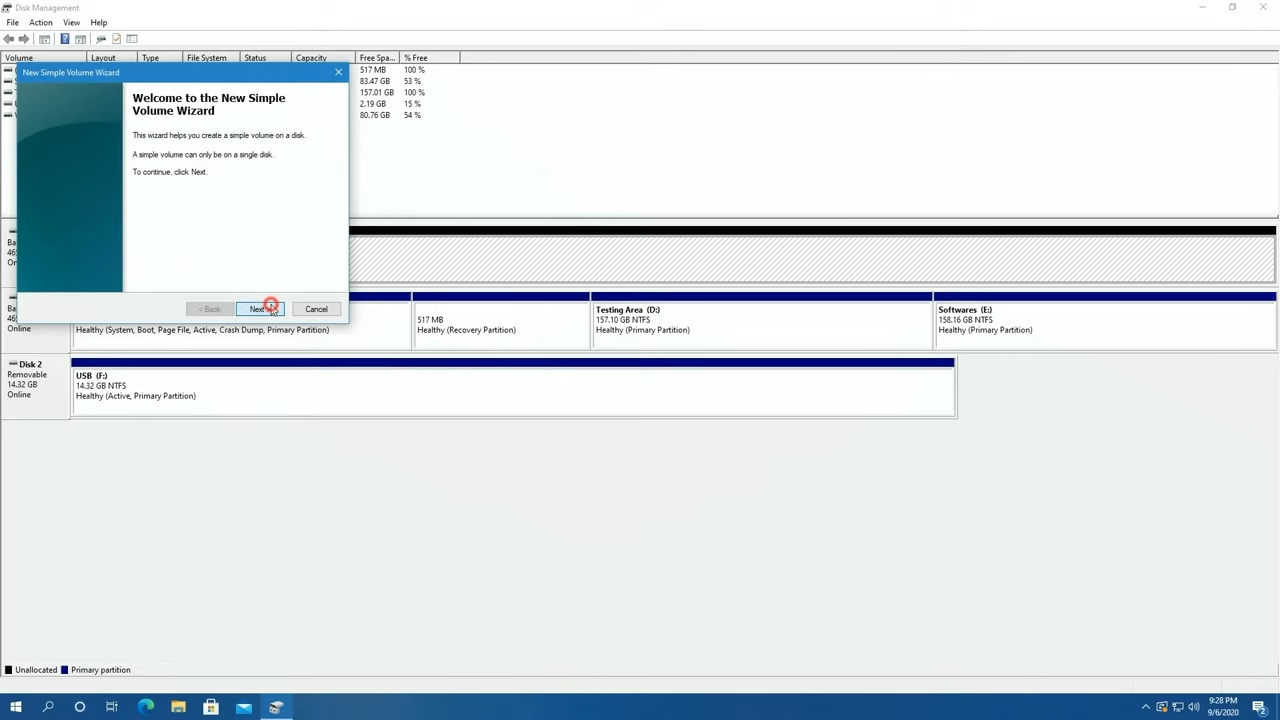 Disk Management
File Action View Help
Volume Layout Type File System Status Capacity Free Spa... % Free
517 MB 100 %
83.47 GB 53 %
157.01 GB 100 %
2.19 GB 15 %
80.76 GB 54 %
New Simple Volume Wizard
Welcome to the New Simple
Volume Wizard
This wizard helps you create a simple volume on a disk.
A simple volume can only be on a single disk.
To continue, click Next.
< Back Next Cancel
Ba
Onl
Ba
Online
Healthy (System, Boot, Page File, Active, Crash Dump, Primary Partition)
517 MB
Healthy (Recovery Partition)
Testing Area (D:)
157.10 GB NTFS
Healthy (Primary Partition)
Softwares (E:)
158.16 GB NTFS
Healthy (Primary Partition)
Disk 2
Removable
14.32 GB
Online
USB (F:)
14.32 GB NTFS
Healthy (Active, Primary Partition)
Unallocated Primary partition
9:28 PM
9/6/2020
2